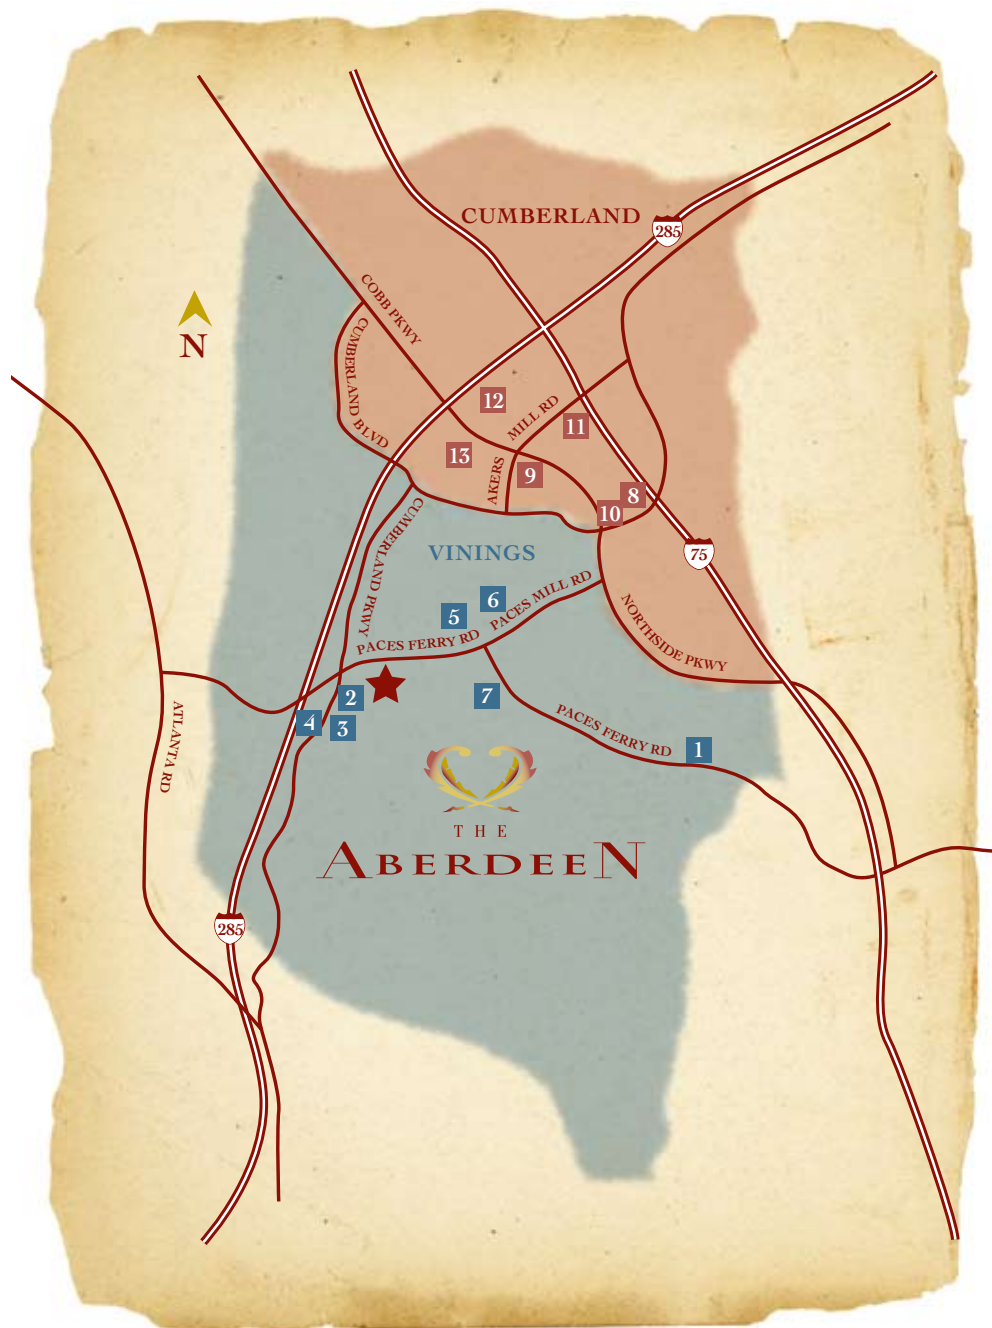 CUMBERLAND
285
COBB PKWY
N
CUMBERLAND BLVD
12
MILL RD
11
13
AKERS
9
8
10
CUMBERLAND PKWY
VININGS
75
6
5
PACES MILL RD
PACES FERRY RD
NORTHSIDE PKWY
2
7
4
3
ATLANTA RD
PACES FERRY RD
1
THE
ABERDEEN
285